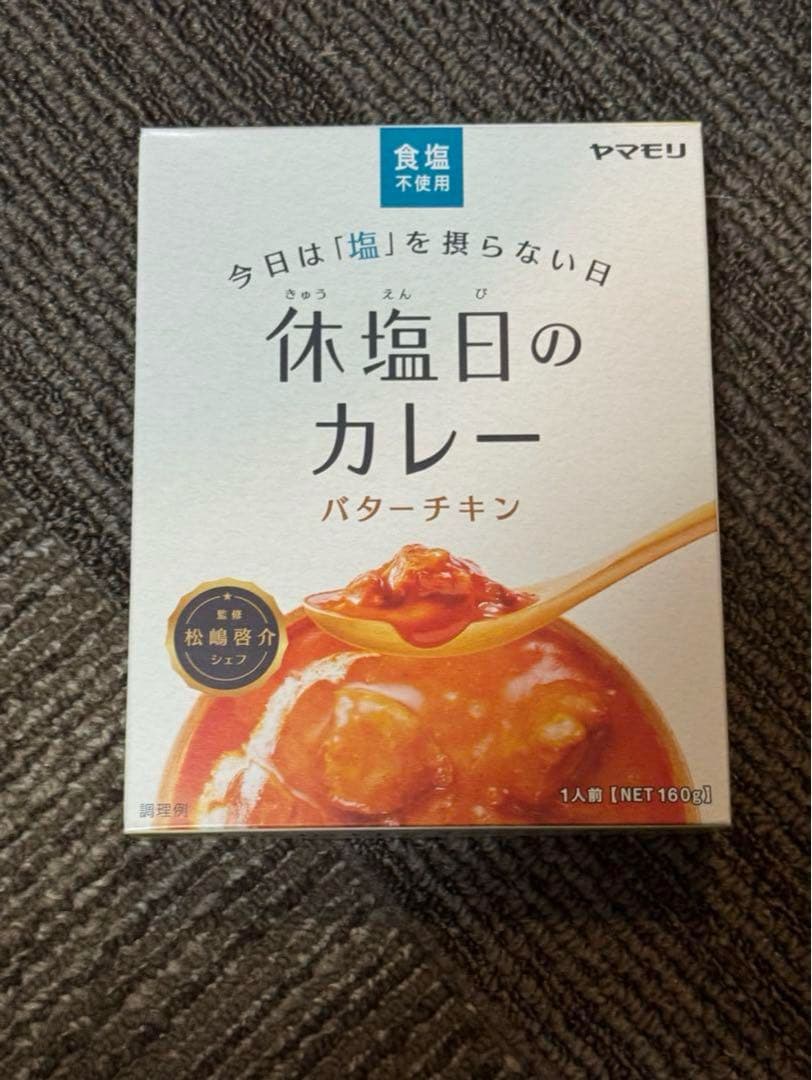 食塩
不使用
ヤマモリ
今日は「塩」を摂らない日
きゅう えん び
休塩日の
カレー
バターチキン
監修
松嶋啓介
シェフ
1人前【NET 160g】
調理例